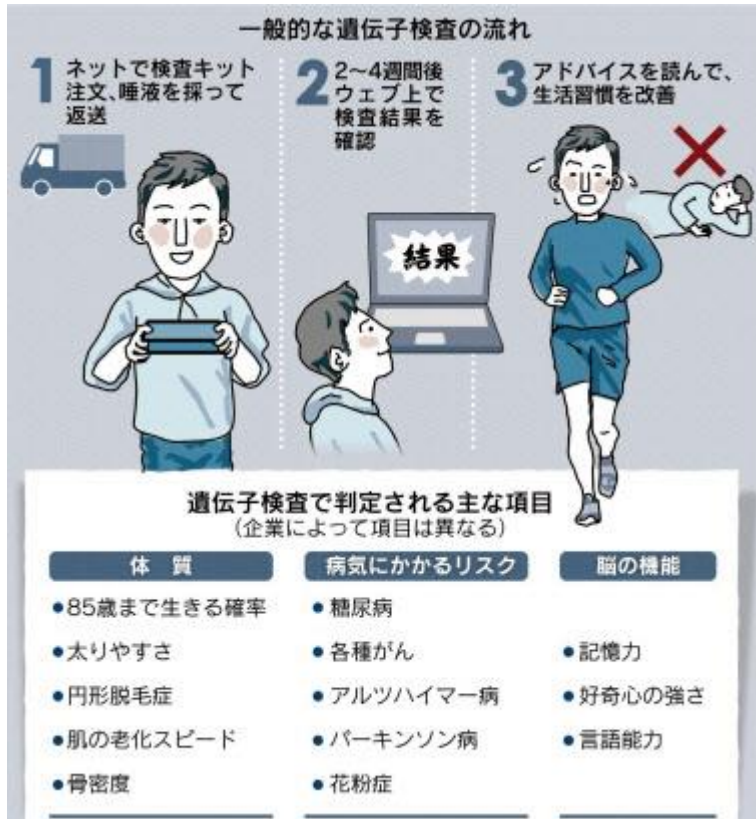 一般的な遺伝子検査の流れ
1
ネットで検査キット
注文、唾液を採って
返送
2
2〜4週間後
ウェブ上で
検査結果を
確認
3
アドバイスを読んで、
生活習慣を改善
結果
遺伝子検査で判定される主な項目
(企業によって項目は異なる)
体 質
●85歳まで生きる確率
●太りやすさ
●円形脱毛症
●肌の老化スピード
●骨密度
病気にかかるリスク
●糖尿病
●各種がん
●アルツハイマー病
●パーキンソン病
●花粉症
脳の機能
●記憶力
●好奇心の強さ
●言語能力